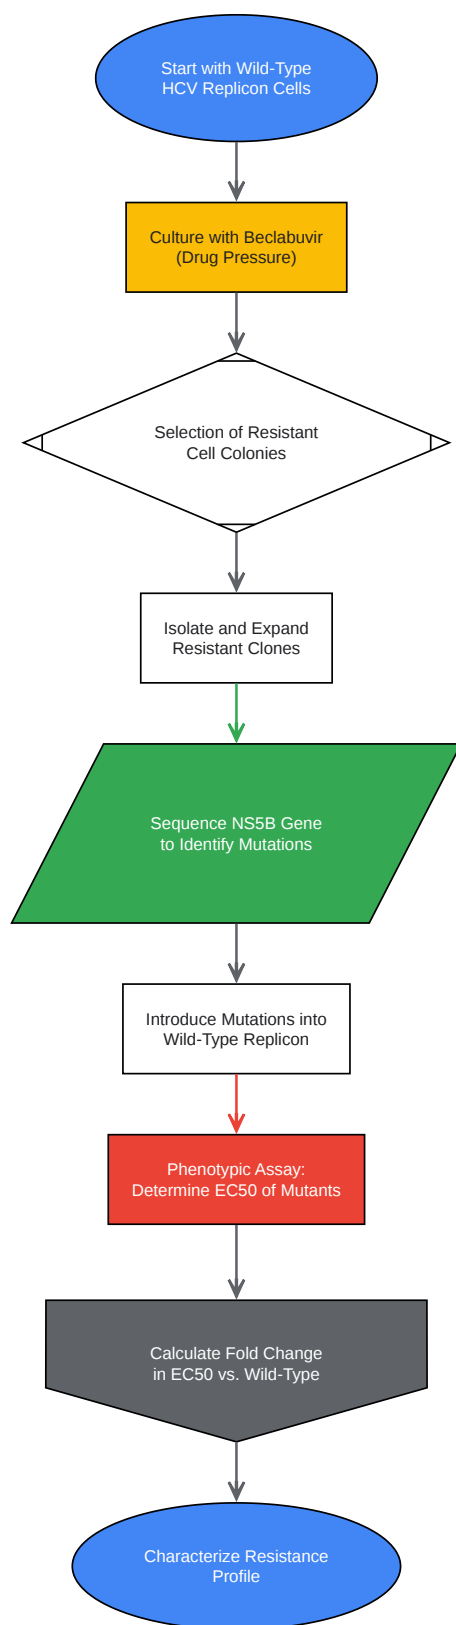 Start with Wild-Type
HCV Replicon Cells
Culture with Beclabuvir
(Drug Pressure)
Selection of Resistant
Cell Colonies
Isolate and Expand
Resistant Clones
Sequence NS5B Gene
to Identify Mutations
Introduce Mutations into
Wild-Type Replicon
Phenotypic Assay:
Determine EC50 of Mutants
Calculate Fold Change
in EC50 vs. Wild-Type
Characterize Resistance
Profile